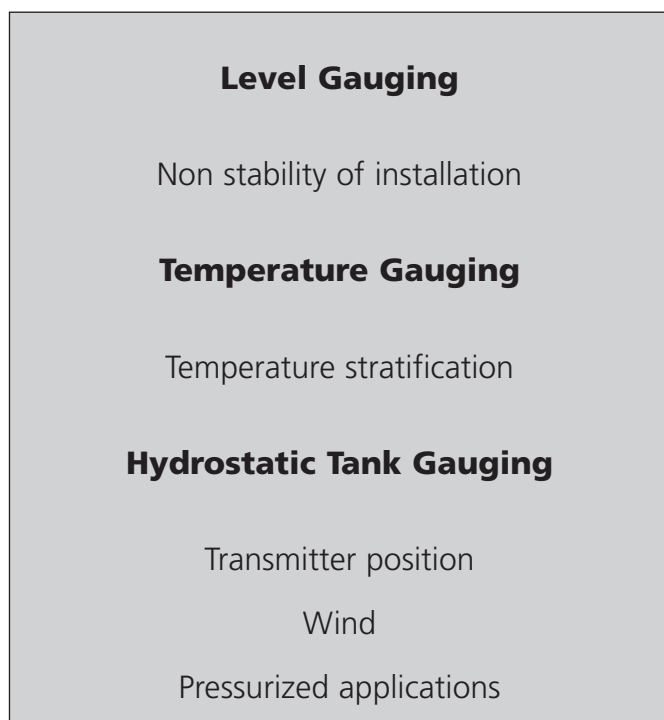 Level Gauging
Non stability of installation
Temperature Gauging
Temperature stratification
Hydrostatic Tank Gauging
Transmitter position
Wind
Pressurized applications